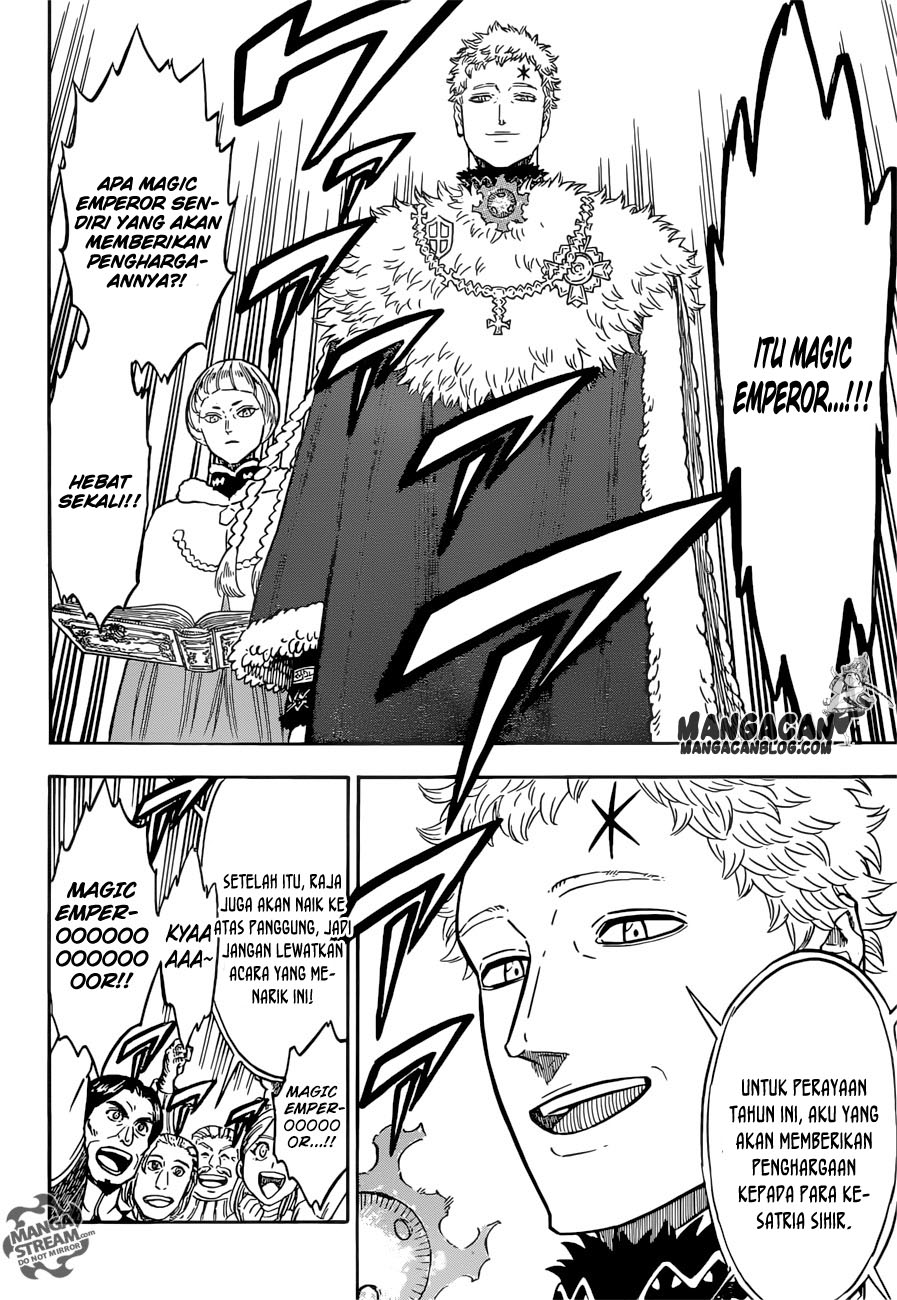 ITU MAGIC
EMPEROR...!!!
APA MAGIC
EMPEROR SEN-
DIRI YANG AKAN
MEMBERIKAN
PENGHARGA-
ANNYA?!
HEBAT
SEKALI!!
MANGACAN
MANGACANBLOG.COM
UNTUK PERAYAAN
TAHUN INI, AKU YANG
AKAN MEMBERIKAN
PENGHARGAAN
KEPADA PARA KE-
SATRIA SIHIR.
SETELAH ITU, RAJA
JUGA AKAN NAIK KE
ATAS PANGGUNG, JADI
JANGAN LEWATKAN
ACARA YANG ME-
NARIK INI!
KYAA
AAA~
MAGIC
EMPER-
OOOOOO
OOOOOO
OOR!!
MAGIC
EMPER-
OOOOO
OR...!!
MANGA
STREAM.com
DO NOT MIRROR